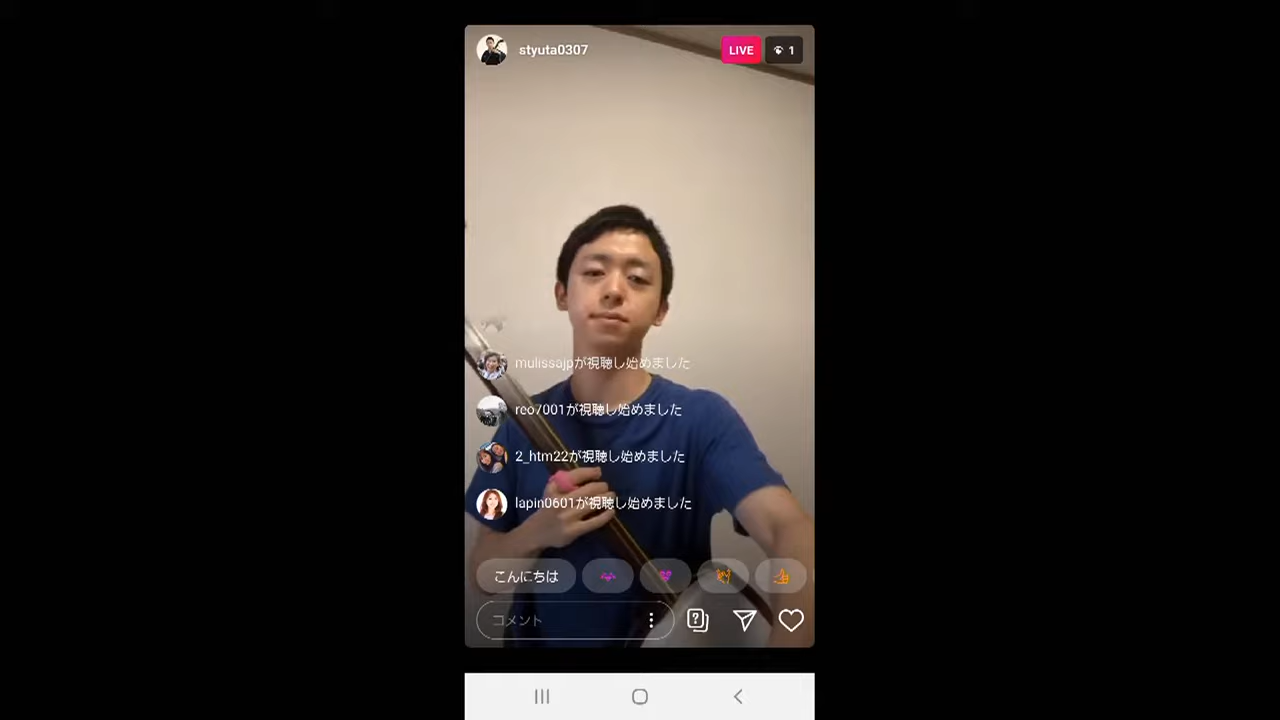 styuta0307
LIVE
1
mulissajpが視聴し始めました
reo7001が視聴し始めました
2_htm22が視聴し始めました
lapin0601が視聴し始めました
こんにちは
コメント